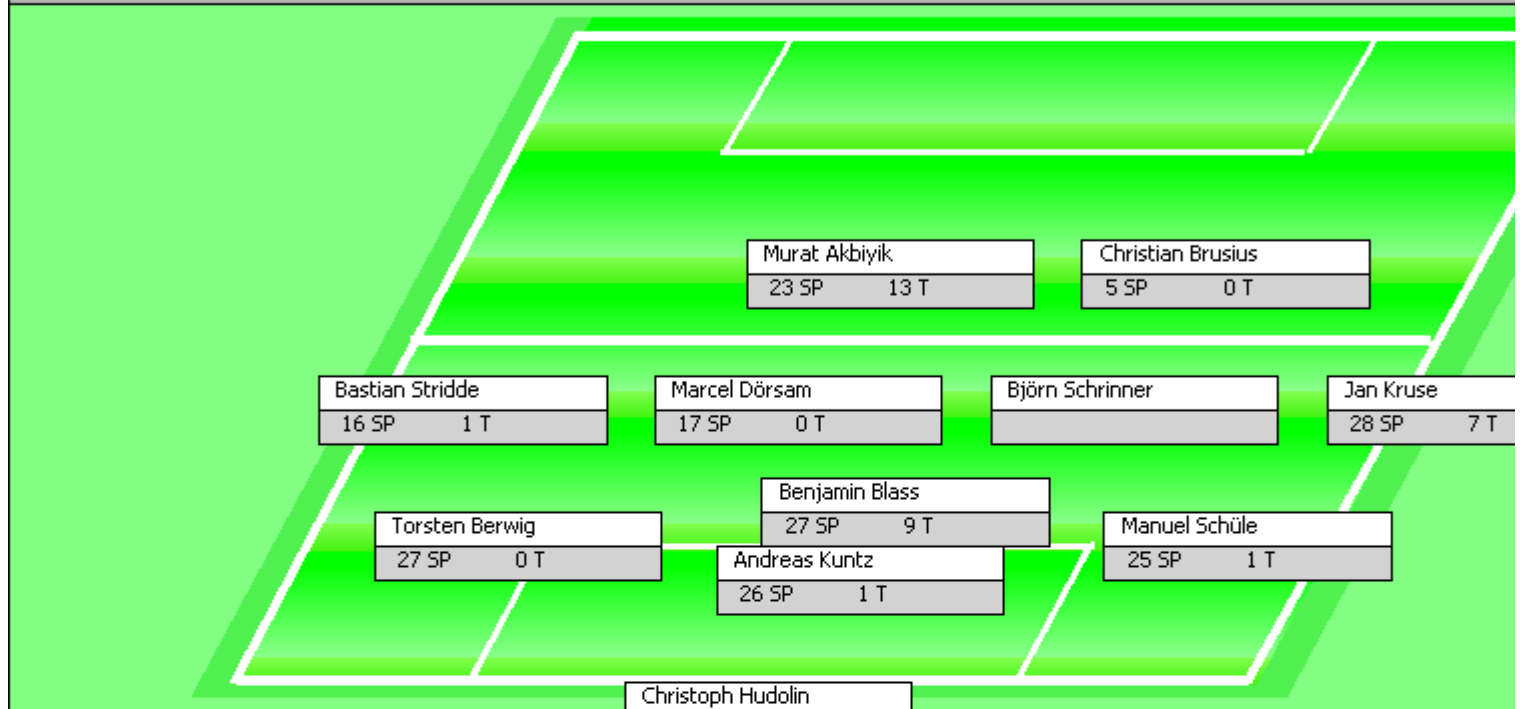 Murat Akbiyik
23 SP 13 T
Christian Brusius
5 SP 0 T
Bastian Stridde
16 SP 1 T
Marcel Dörsam
17 SP 0 T
Björn Schrinner
Jan Kruse
28 SP 7 T
Benjamin Blass
27 SP 9 T
Torsten Berwig
27 SP 0 T
Manuel Schüle
25 SP 1 T
Andreas Kuntz
26 SP 1 T
Christoph Hudolin